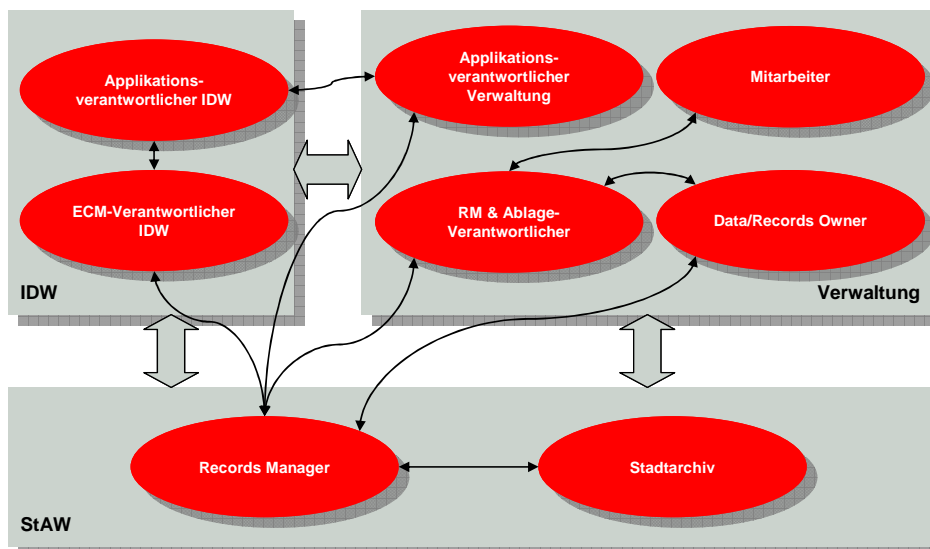 Applikations-
verantwortlicher IDW
ECM-Verantwortlicher
IDW
IDW
Applikations-
verantwortlicher
Verwaltung
Mitarbeiter
RM & Ablage-
Verantwortlicher
Data/Records Owner
Verwaltung
Records Manager
Stadtarchiv
StAW